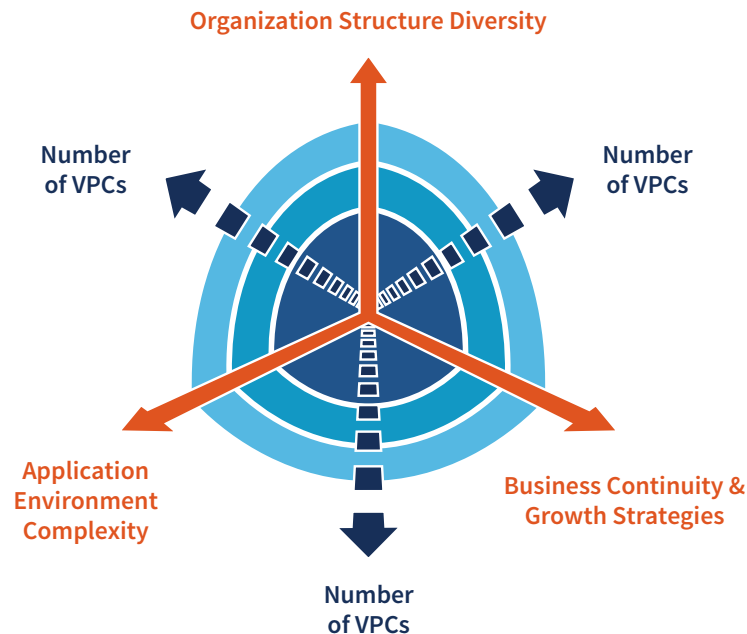 Organization Structure Diversity
Number
of VPCs
Number
of VPCs
Application
Environment
Complexity
Business Continuity &
Growth Strategies
Number
of VPCs